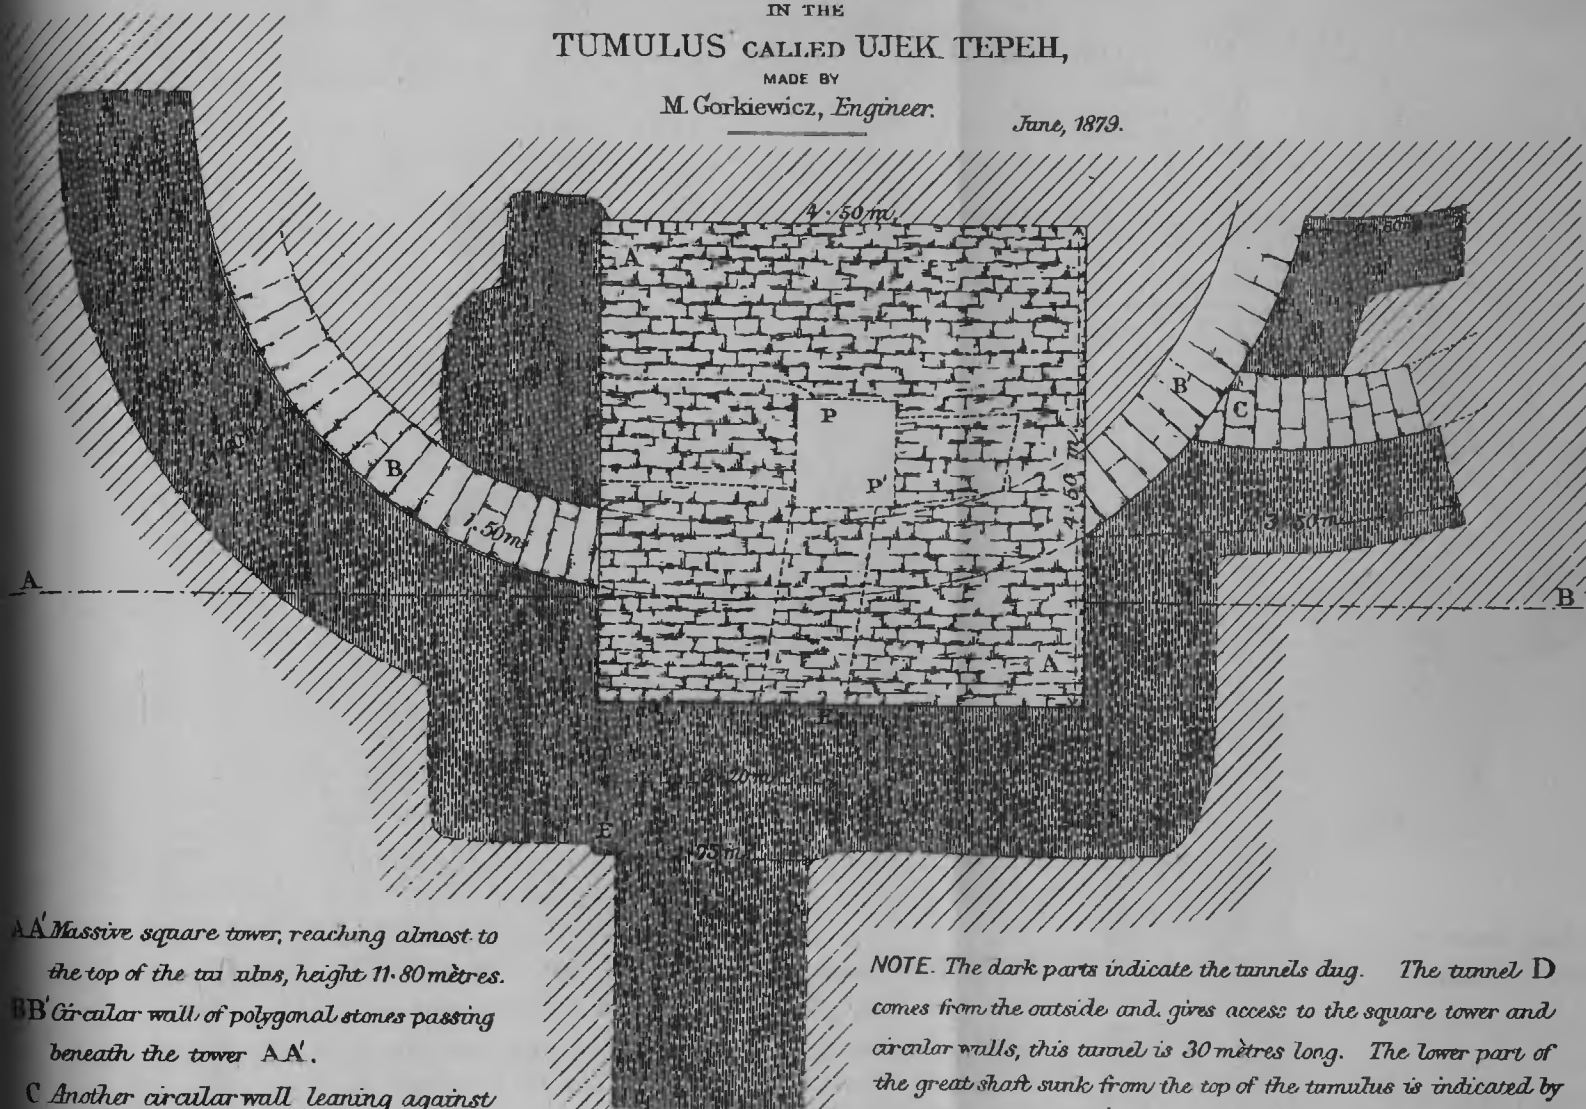 IN THE
TUMULUS CALLED UJEK TEPEH,
MADE BY
M. Gorkiewicz, Engineer.
June, 1879.
4·50 m.
A
P
P'
4·50 m.
B
1.50 m
B'
C
3·50 m
A
B
A
E
AA' Massive square tower, reaching almost to
the top of the tu ulus, height 11·80 mètres.
BB' Circular wall of polygonal stones passing
beneath the tower AA'.
C Another circular wall leaning against
NOTE. The dark parts indicate the tunnels dug. The tunnel D
comes from the outside and gives access to the square tower and
circular walls, this tunnel is 30 mètres long. The lower part of
the great shaft sunk from the top of the tumulus is indicated by